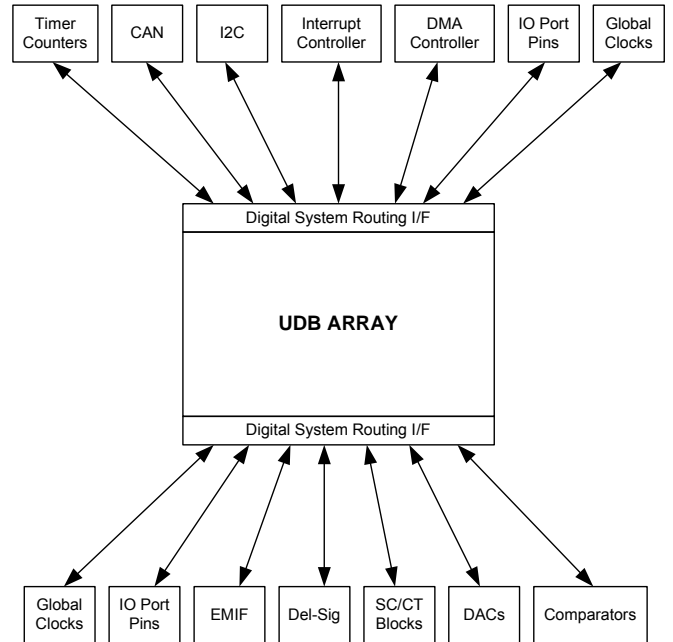 Timer
Counters
CAN
I2C
Interrupt
Controller
DMA
Controller
IO Port
Pins
Global
Clocks
Digital System Routing I/F
UDB ARRAY
Digital System Routing I/F
Global
Clocks
IO Port
Pins
EMIF
Del-Sig
SC/CT
Blocks
DACs
Comparators